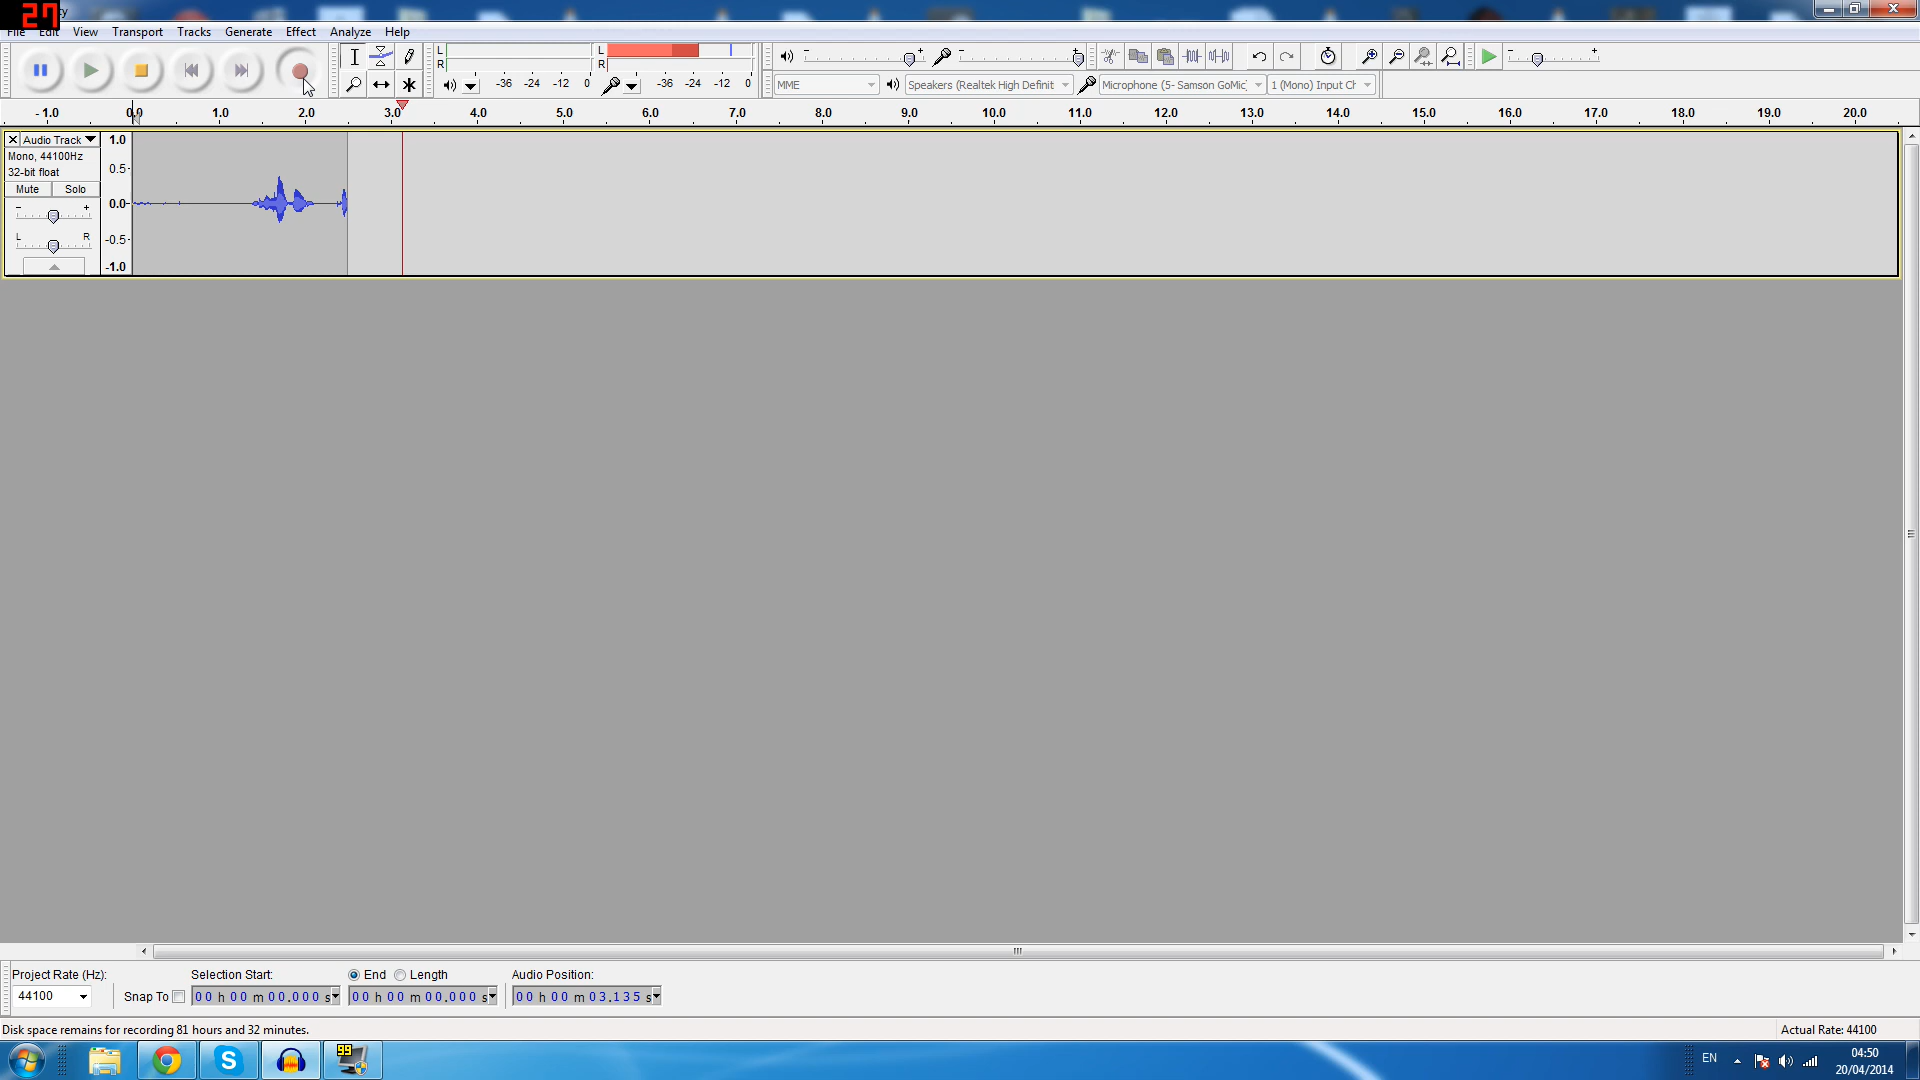 27 ty
File Edit View Transport Tracks Generate Effect Analyze Help
L
R
-36 -24 -12 0
L
R
-36 -24 -12 0
- +
- +
- +
MME
Speakers (Realtek High Definit
Microphone (5- Samson GoMic)
1 (Mono) Input Ch
- 1.0 0.0 1.0 2.0 3.0 4.0 5.0 6.0 7.0 8.0 9.0 10.0 11.0 12.0 13.0 14.0 15.0 16.0 17.0 18.0 19.0 20.0
X Audio Track
Mono, 44100Hz
32-bit float
Mute Solo
- +
L R
1.0
0.5
0.0
-0.5
-1.0
Project Rate (Hz):
44100
Snap To
Selection Start:
00 h 00 m 00.000 s
End Length
00 h 00 m 00.000 s
Audio Position:
00 h 00 m 03.135 s
Disk space remains for recording 81 hours and 32 minutes.
Actual Rate: 44100
S
99
EN
04:50
20/04/2014